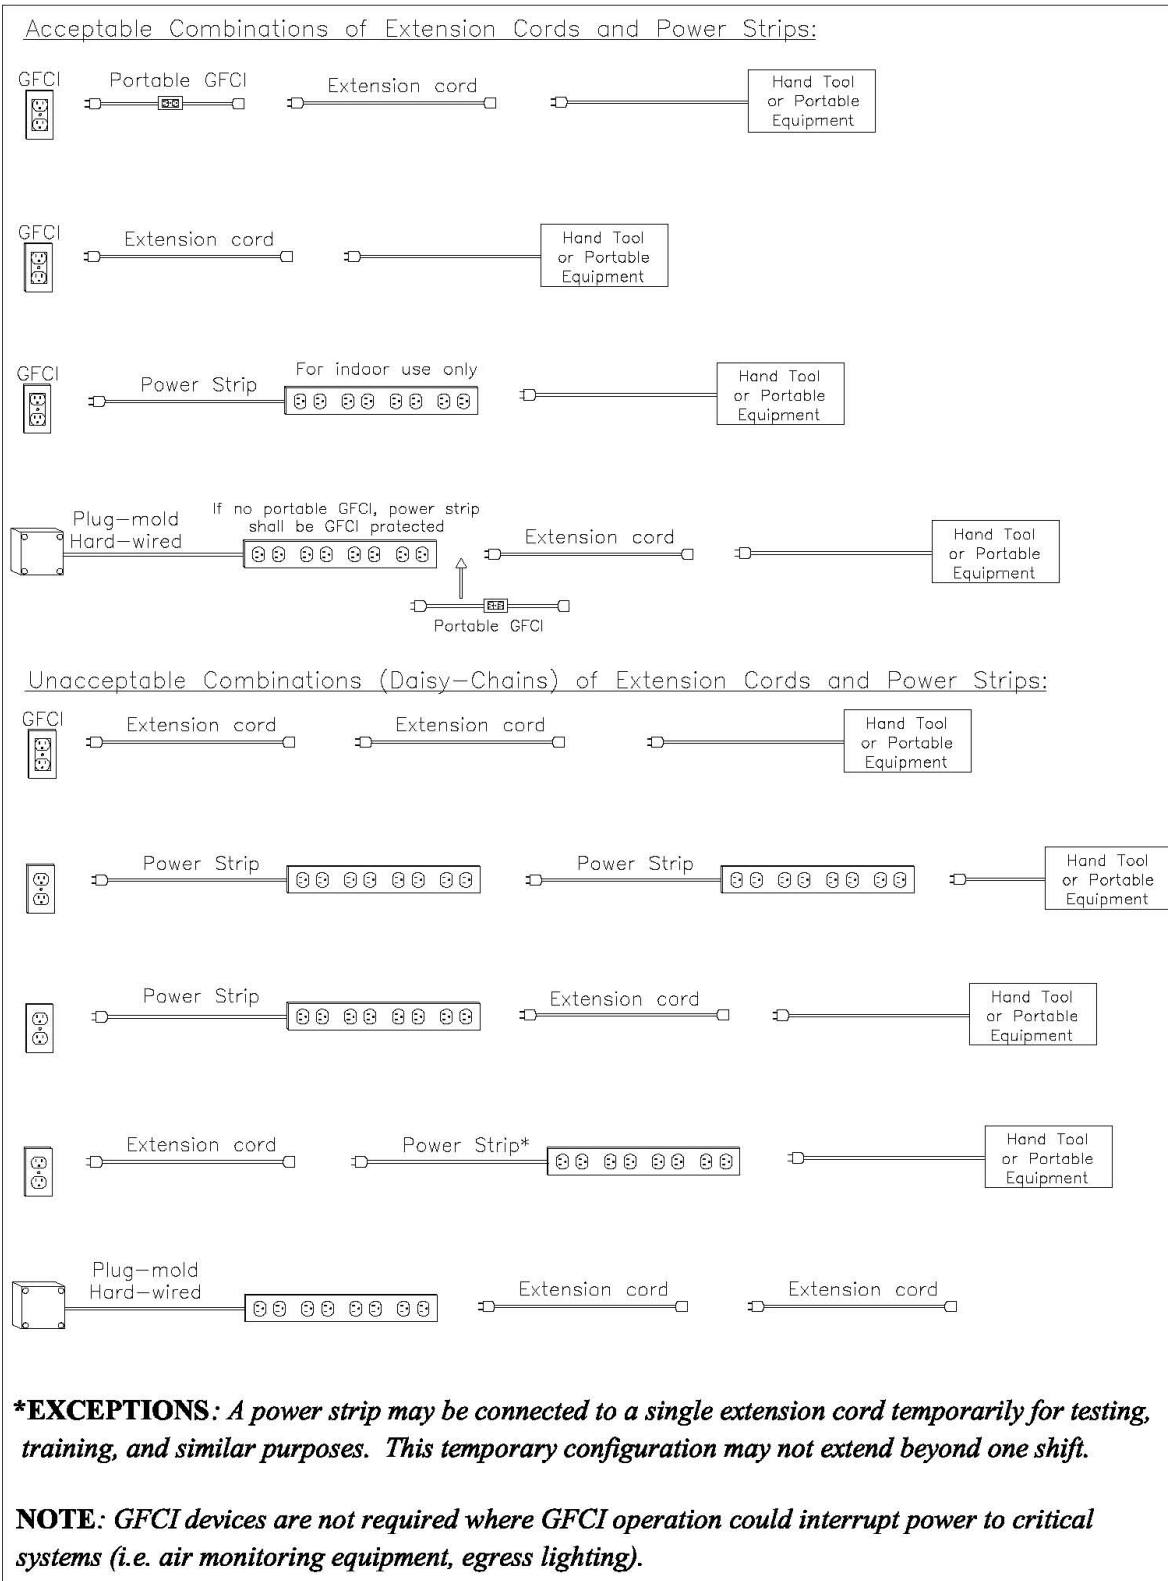 Acceptable Combinations of Extension Cords and Power Strips:
GFCI
Portable GFCI
Extension cord
Hand Tool
or Portable
Equipment
GFCI
Extension cord
Hand Tool
or Portable
Equipment
GFCI
Power Strip
For indoor use only
Hand Tool
or Portable
Equipment
Plug-mold
Hard-wired
If no portable GFCI, power strip
shall be GFCI protected
Extension cord
Hand Tool
or Portable
Equipment
Portable GFCI
Unacceptable Combinations (Daisy-Chains) of Extension Cords and Power Strips:
GFCI
Extension cord
Extension cord
Hand Tool
or Portable
Equipment
Power Strip
Power Strip
Hand Tool
or Portable
Equipment
Power Strip
Extension cord
Hand Tool
or Portable
Equipment
Extension cord
Power Strip*
Hand Tool
or Portable
Equipment
Plug-mold
Hard-wired
Extension cord
Extension cord
*EXCEPTIONS: A power strip may be connected to a single extension cord temporarily for testing,
training, and similar purposes. This temporary configuration may not extend beyond one shift.
NOTE: GFCI devices are not required where GFCI operation could interrupt power to critical
systems (i.e. air monitoring equipment, egress lighting).